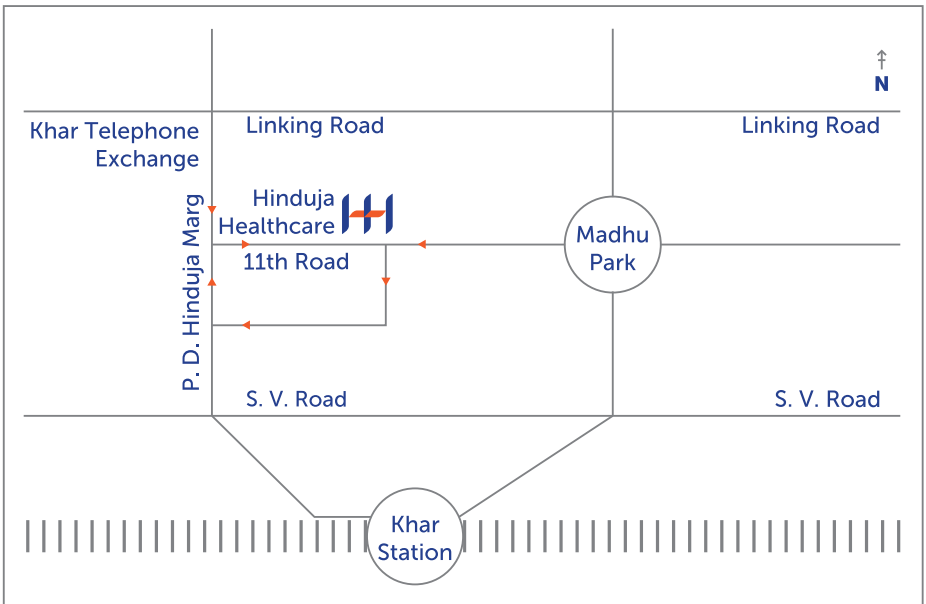 N
Linking Road
Linking Road
Khar Telephone
Exchange
Hinduja
Healthcare
P. D. Hinduja Marg
11th Road
Madhu
Park
S. V. Road
S. V. Road
Khar
Station